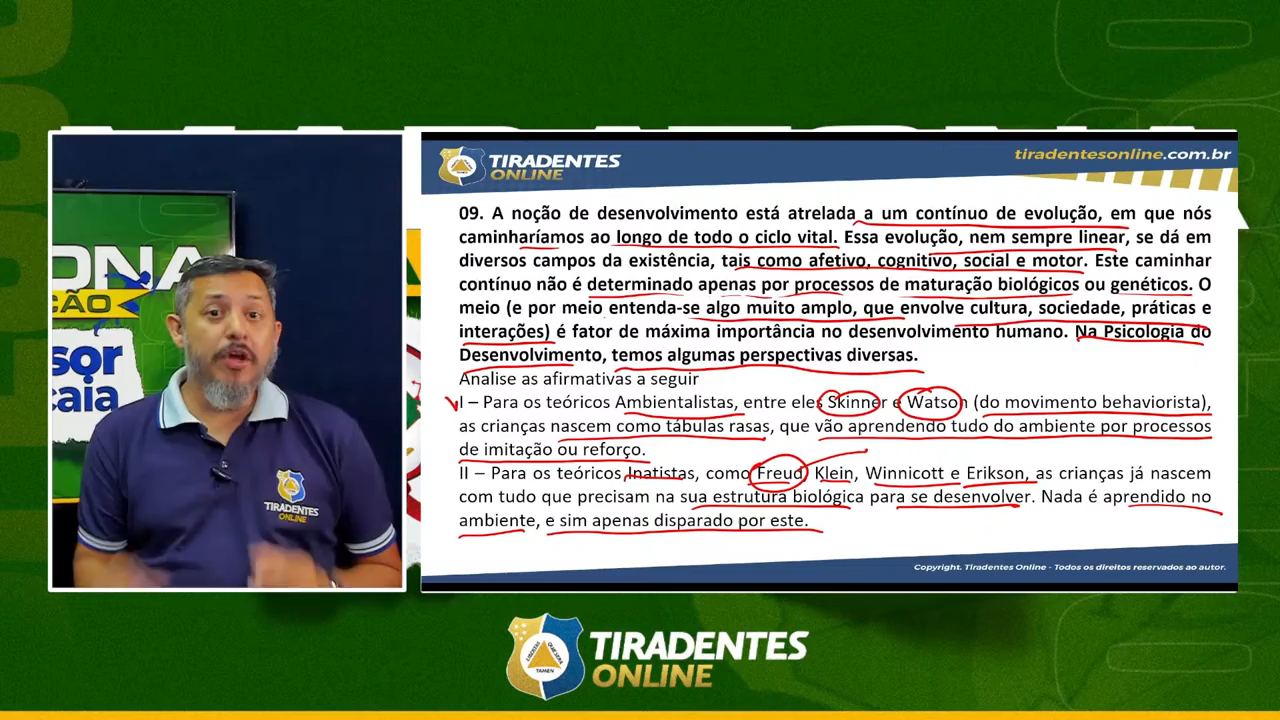 TIRADENTES
ONLINE
tiradentesonline.com.br
09. A noção de desenvolvimento está atrelada a um contínuo de evolução, em que nós
caminharíamos ao longo de todo o ciclo vital. Essa evolução, nem sempre linear, se dá em
diversos campos da existência, tais como afetivo, cognitivo, social e motor. Este caminhar
contínuo não é determinado apenas por processos de maturação biológicos ou genéticos. O
meio (e por meio entenda-se algo muito amplo, que envolve cultura, sociedade, práticas e
interações) é fator de máxima importância no desenvolvimento humano. Na Psicologia do
Desenvolvimento, temos algumas perspectivas diversas.
Analise as afirmativas a seguir
I – Para os teóricos Ambientalistas, entre eles Skinner e Watson (do movimento behaviorista),
as crianças nascem como tábulas rasas, que vão aprendendo tudo do ambiente por processos
de imitação ou reforço.
II – Para os teóricos Inatistas, como Freud, Klein, Winnicott e Erikson, as crianças já nascem
com tudo que precisam na sua estrutura biológica para se desenvolver. Nada é aprendido no
ambiente, e sim apenas disparado por este.
Copyright. Tiradentes Online - Todos os direitos reservados ao autor.
ONA
ÇÃO
sor
caia
TIRADENTES
ONLINE
TIRADENTES
ONLINE